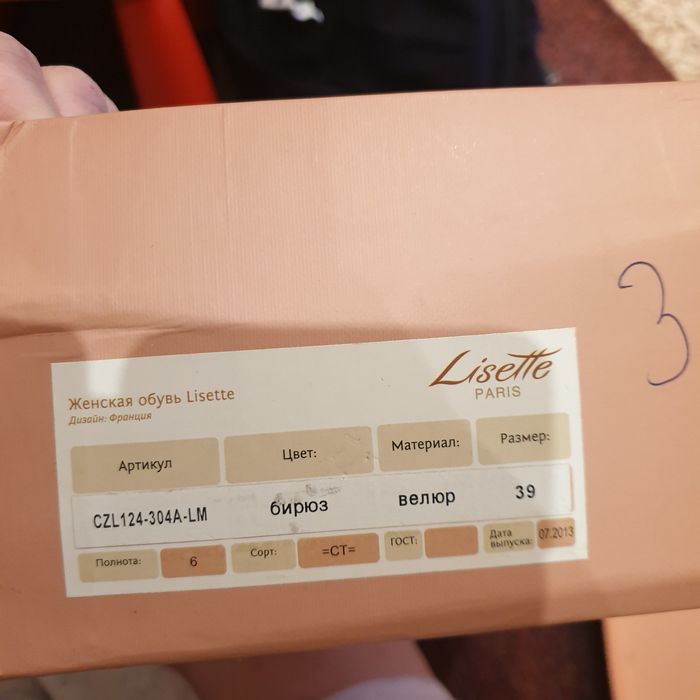 Lisette
PARIS
Женская обувь Lisette
Дизайн: Франция
Артикул Цвет: Материал: Размер:
CZL124-304A-LM бирюз велюр 39
Полнота: 6 Сорт: =СТ= ГОСТ: Дата выпуска: 07.2013
3